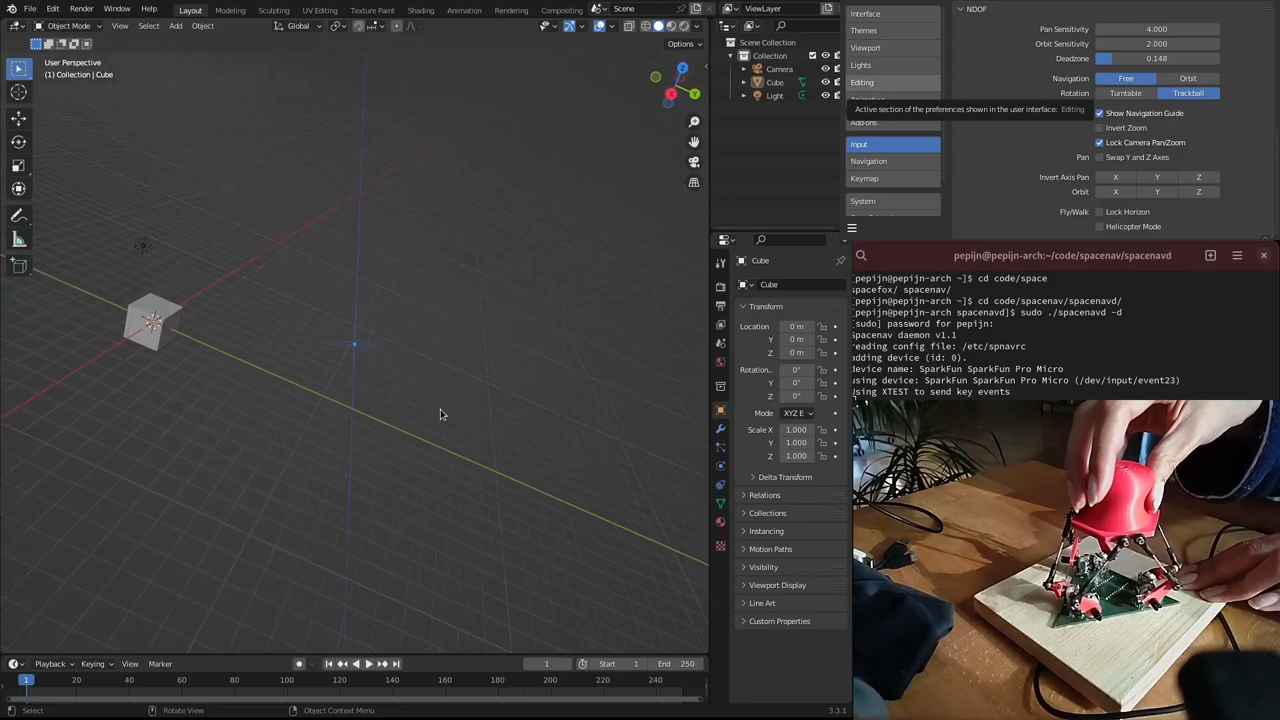 File Edit Render Window Help Layout Modeling Sculpting UV Editing Texture Paint Shading Animation Rendering Compositing Scene ViewLayer
Object Mode View Select Add Object Global
Options
User Perspective
(1) Collection | Cube
Scene Collection
Collection
Camera
Cube
Light
Cube
Cube
Transform
Location 0 m
Y 0 m
Z 0 m
Rotation... 0°
Y 0°
Z 0°
Mode XYZ E
Scale X 1.000
Y 1.000
Z 1.000
Delta Transform
Relations
Collections
Instancing
Motion Paths
Visibility
Viewport Display
Line Art
Custom Properties
Playback Keying View Marker 1 Start 1 End 250
1 20 40 60 80 100 120 140 160 180 200 220 240
Select Rotate View Object Context Menu 3.3.1
Interface
Themes
Viewport
Lights
Editing
Active section of the preferences shown in the user interface: Editing
Add-ons
Input
Navigation
Keymap
System
NDOF
Pan Sensitivity 4.000
Orbit Sensitivity 2.000
Deadzone 0.148
Navigation Free Orbit
Rotation Turntable Trackball
Show Navigation Guide
Invert Zoom
Lock Camera Pan/Zoom
Pan Swap Y and Z Axes
Invert Axis Pan X Y Z
Orbit X Y Z
Fly/Walk Lock Horizon
Helicopter Mode
pepijn@pepijn-arch:~/code/spacenav/spacenavd
[pepijn@pepijn-arch ~]$ cd code/space
spacefox/ spacenav/
[pepijn@pepijn-arch ~]$ cd code/spacenav/spacenavd/
[pepijn@pepijn-arch spacenavd]$ sudo ./spacenavd -d
[sudo] password for pepijn:
Spacenav daemon v1.1
reading config file: /etc/spnavrc
adding device (id: 0).
device name: SparkFun SparkFun Pro Micro
using device: SparkFun SparkFun Pro Micro (/dev/input/event23)
Using XTEST to send key events